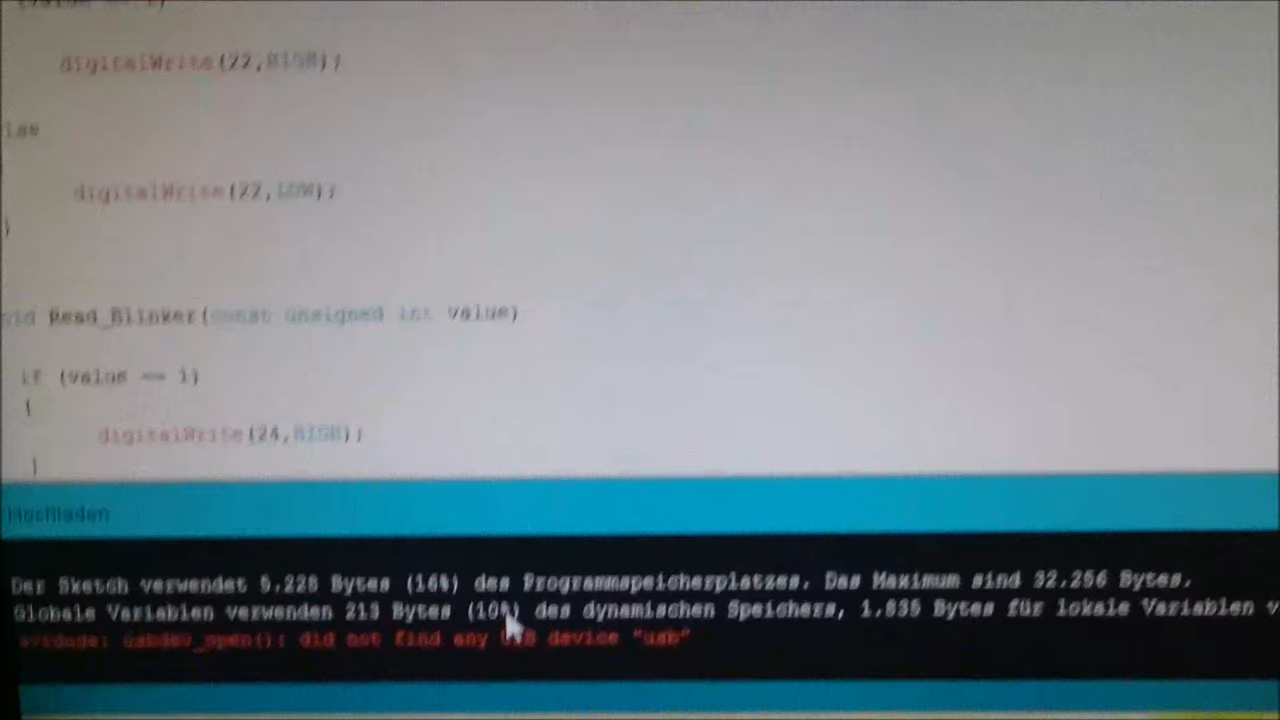 (value == 1)
digitalWrite(22,HIGH);
lse
digitalWrite(22,LOW);
}
oid Read_Blinker(const unsigned int value)
if (value == 1)
{
digitalWrite(24,HIGH);
}
Hochladen
Der Sketch verwendet 5.228 Bytes (16%) des Programmspeicherplatzes. Das Maximum sind 32.256 Bytes.
Globale Variablen verwenden 213 Bytes (10%) des dynamischen Speichers, 1.835 Bytes für lokale Variablen v
avrdude: usbdev_open(): did not find any USB device "usb"